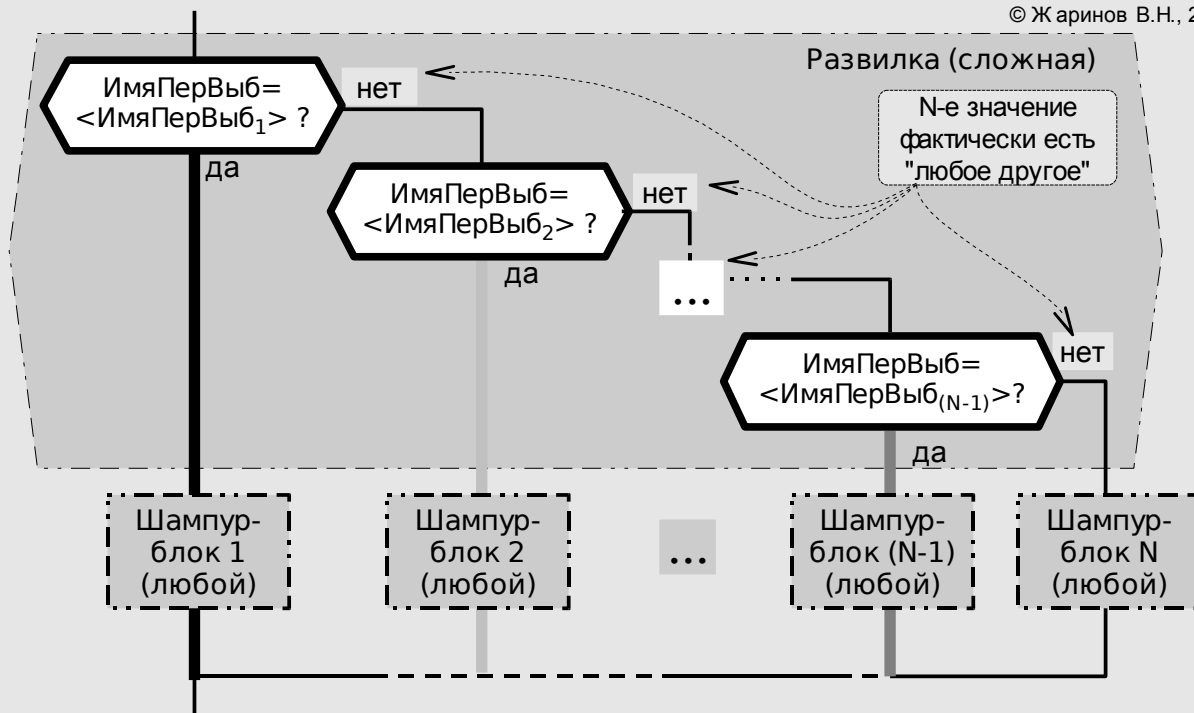 © Жаринов В.Н., 2
Развилка (сложная)
ИмяПерВыб=
<ИмяПерВыб1> ?
нет
да
N-е значение
фактически есть
"любое другое"
ИмяПерВыб=
<ИмяПерВыб2> ?
нет
да
...
ИмяПерВыб=
<ИмяПерВыб(N-1)>?
нет
да
Шампур-
блок 1
(любой)
Шампур-
блок 2
(любой)
...
Шампур-
блок (N-1)
(любой)
Шампур-
блок N
(любой)